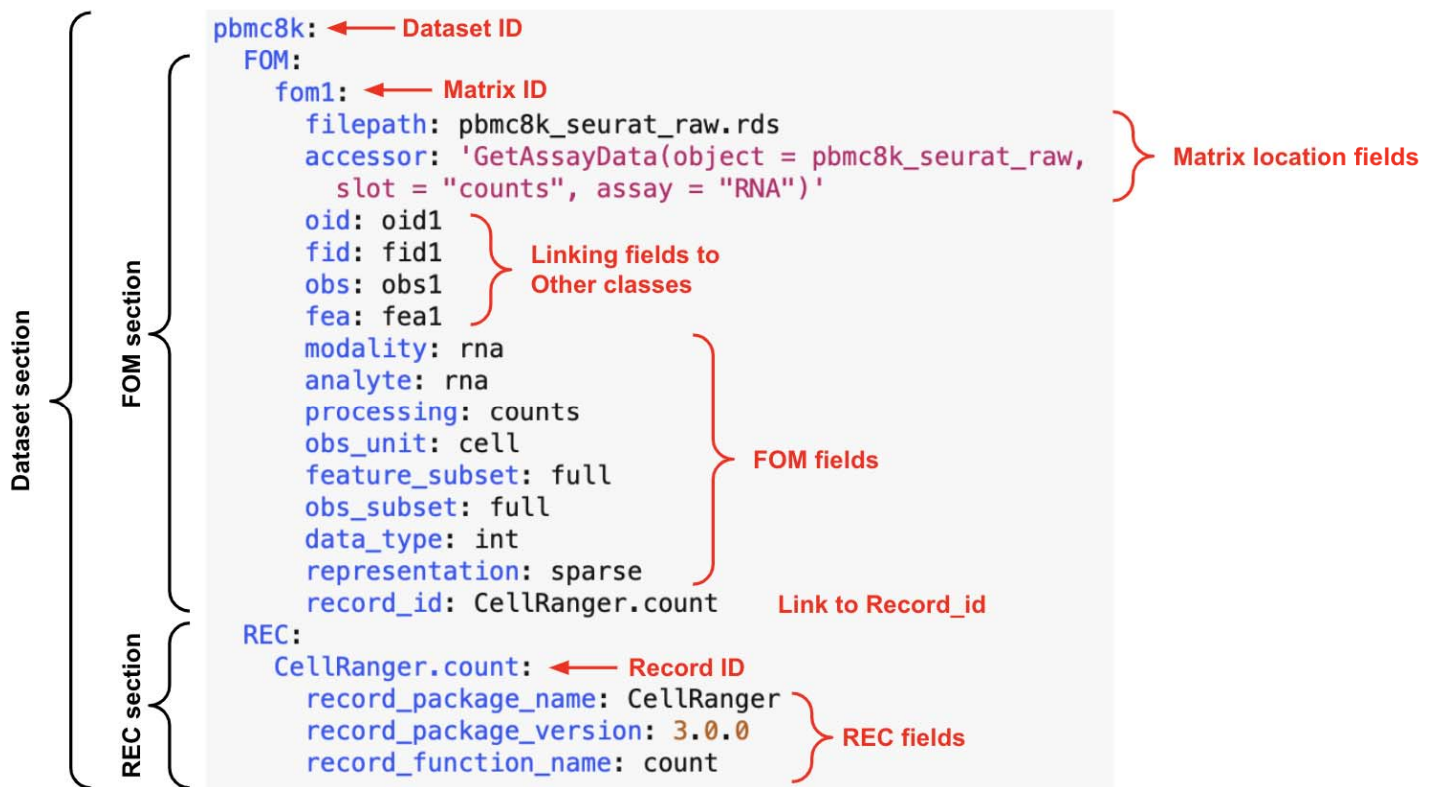 pbmc8k: Dataset ID
FOM:
fom1: Matrix ID
filepath: pbmc8k_seurat_raw.rds
accessor: 'GetAssayData(object = pbmc8k_seurat_raw,
slot = "counts", assay = "RNA")'
Matrix location fields
oid: oid1
fid: fid1
obs: obs1
fea: fea1
Linking fields to
Other classes
modality: rna
analyte: rna
processing: counts
obs_unit: cell
feature_subset: full
obs_subset: full
data_type: int
representation: sparse
FOM fields
record_id: CellRanger.count Link to Record_id
REC:
CellRanger.count: Record ID
record_package_name: CellRanger
record_package_version: 3.0.0
record_function_name: count
REC fields
Dataset section
FOM section
REC section